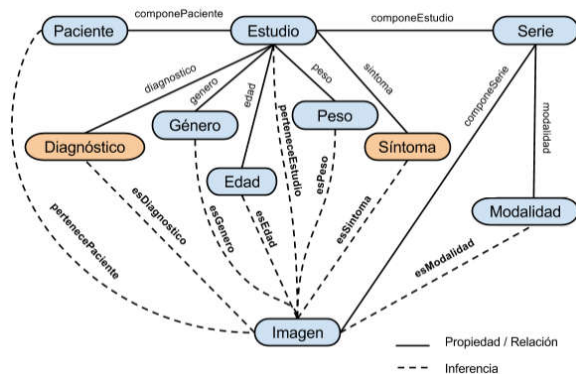 componePaciente
componeEstudio
Paciente
Estudio
Serie
diagnostico
genero
edad
perteneceEstudio
peso
sintoma
componeSerie
modalidad
Género
Peso
Diagnóstico
Síntoma
Edad
Modalidad
pertenecePaciente
esDiagnostico
esGenero
esEdad
esPeso
esSintoma
esModalidad
Imagen
Propiedad / Relación
Inferencia